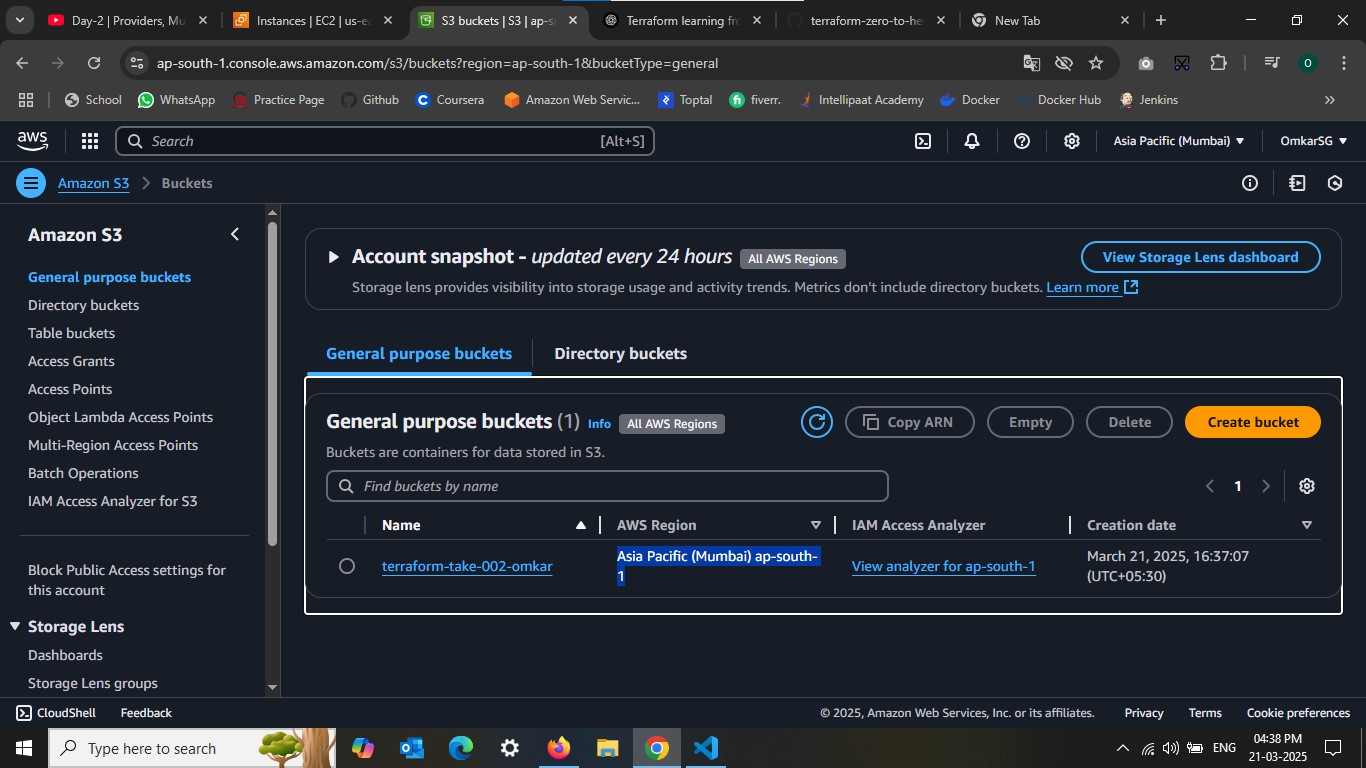 Day-2 | Providers, Mu
Instances | EC2 | us-ea
S3 buckets | S3 | ap-so
Terraform learning fro
terraform-zero-to-he
New Tab
ap-south-1.console.aws.amazon.com/s3/buckets?region=ap-south-1&bucketType=general
O
School
WhatsApp
Practice Page
Github
Coursera
Amazon Web Servic...
Toptal
fiverr.
Intellipaat Academy
Docker
Docker Hub
Jenkins
aws
Search
[Alt+S]
Asia Pacific (Mumbai)
OmkarSG
Amazon S3
Buckets
Amazon S3
General purpose buckets
Directory buckets
Table buckets
Access Grants
Access Points
Object Lambda Access Points
Multi-Region Access Points
Batch Operations
IAM Access Analyzer for S3
Block Public Access settings for
this account
Storage Lens
Dashboards
Storage Lens groups
Account snapshot - updated every 24 hours
All AWS Regions
View Storage Lens dashboard
Storage lens provides visibility into storage usage and activity trends. Metrics don't include directory buckets. Learn more
General purpose buckets
Directory buckets
General purpose buckets (1)
Info
All AWS Regions
Copy ARN
Empty
Delete
Create bucket
Buckets are containers for data stored in S3.
Find buckets by name
1
Name
AWS Region
IAM Access Analyzer
Creation date
terraform-take-002-omkar
Asia Pacific (Mumbai) ap-south-
1
View analyzer for ap-south-1
March 21, 2025, 16:37:07
(UTC+05:30)
CloudShell
Feedback
© 2025, Amazon Web Services, Inc. or its affiliates.
Privacy
Terms
Cookie preferences
Type here to search
ENG
04:38 PM
21-03-2025